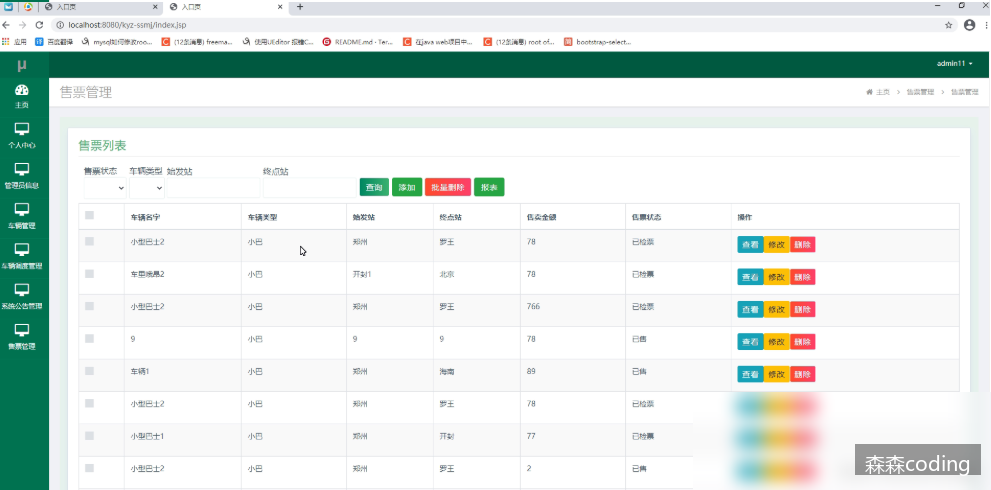 入口页 入口页
localhost:8080/kyz-ssmj/index.jsp
应用 百度翻译 mysql如何修改roo... (12条消息) freema... 使用UEditor 报错C... README.md · Ter... 在java web项目中... (12条消息) root of... bootstrap-select...
μ admin11
售票管理 主页 > 售票管理 > 售票管理
主页
个人中心
管理员信息
车辆管理
车辆调度管理
系统公告管理
售票管理
售票列表
售票状态 车辆类型 始发站 终点站
查询 添加 批量删除 报表
车辆名字 车辆类型 始发站 终点站 售卖金额 售票状态 操作
小型巴士2 小巴 郑州 罗王 78 已检票 查看 修改 删除
小巴 开封1 北京 78 已检票 查看 修改 删除
小型巴士2 小巴 郑州 罗王 766 已检票 查看 修改 删除
9 小巴 9 9 78 已售 查看 修改 删除
车辆1 小巴 郑州 海南 89 已售 查看 修改 删除
小型巴士2 小巴 郑州 罗王 78 已检票
小型巴士1 小巴 郑州 开封 77 已检票
小型巴士2 小巴 郑州 罗王 2 已售
森森coding